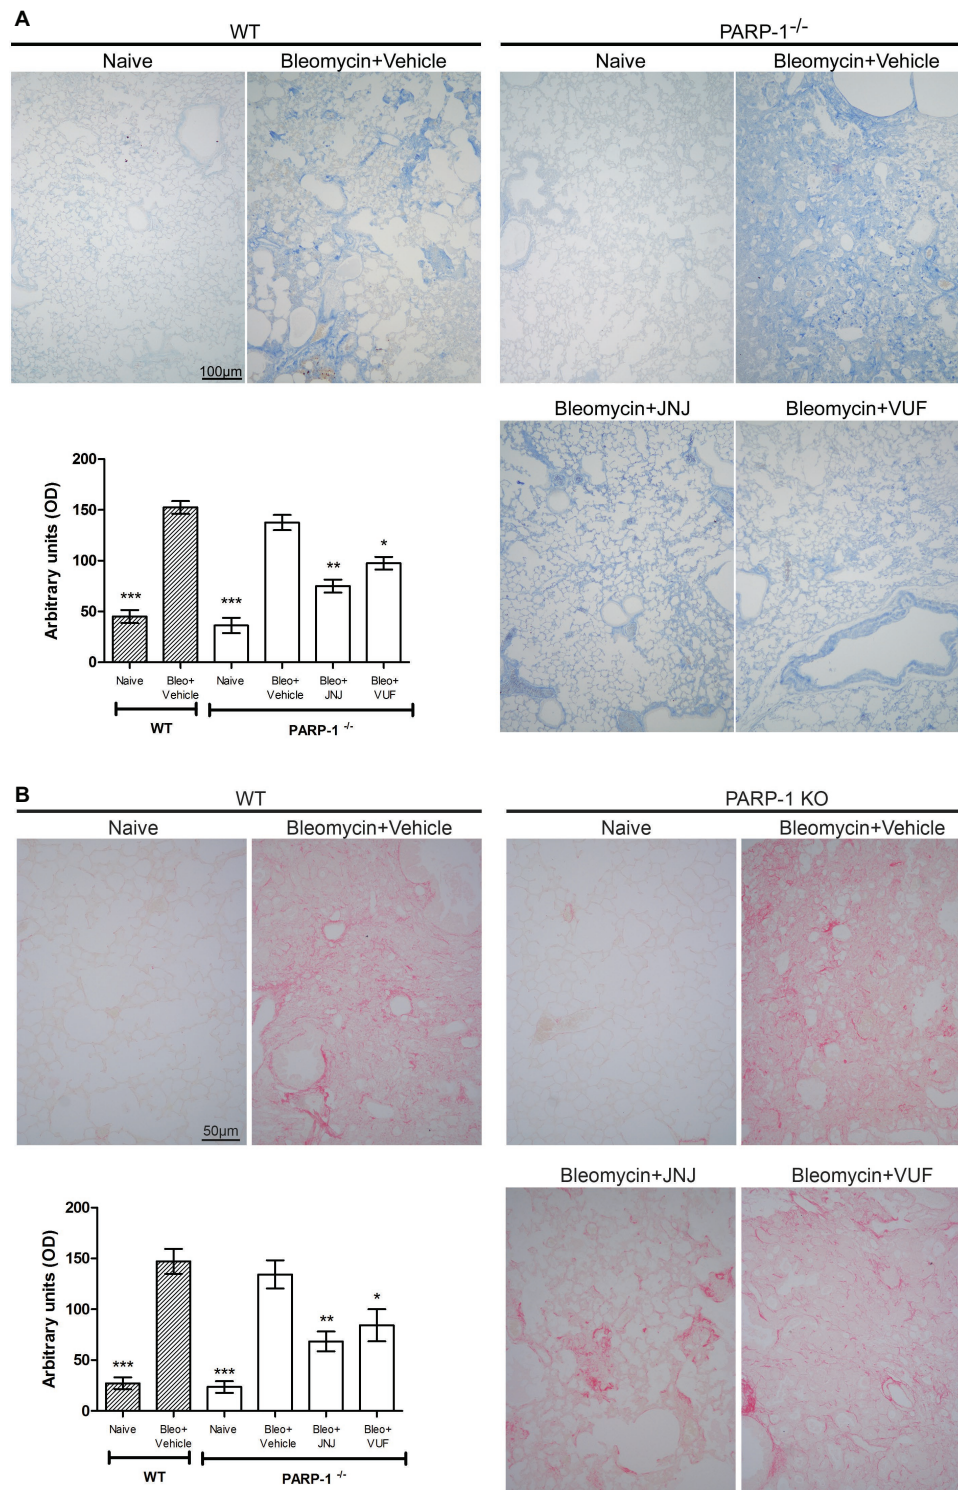 A
WT
PARP-1-/-
Naive
Bleomycin+Vehicle
Naive
Bleomycin+Vehicle
100µm
Bleomycin+JNJ
Bleomycin+VUF
Arbitrary units (OD)
200
150
100
50
0
***
***
**
*
Naive
Bleo+
Vehicle
Naive
Bleo+
Vehicle
Bleo+
JNJ
Bleo+
VUF
WT
PARP-1 -/-
B
WT
PARP-1 KO
Naive
Bleomycin+Vehicle
Naive
Bleomycin+Vehicle
50µm
Bleomycin+JNJ
Bleomycin+VUF
Arbitrary units (OD)
200
150
100
50
0
***
***
**
*
Naive
Bleo+
Vehicle
Naive
Bleo+
Vehicle
Bleo+
JNJ
Bleo+
VUF
WT
PARP-1 -/-